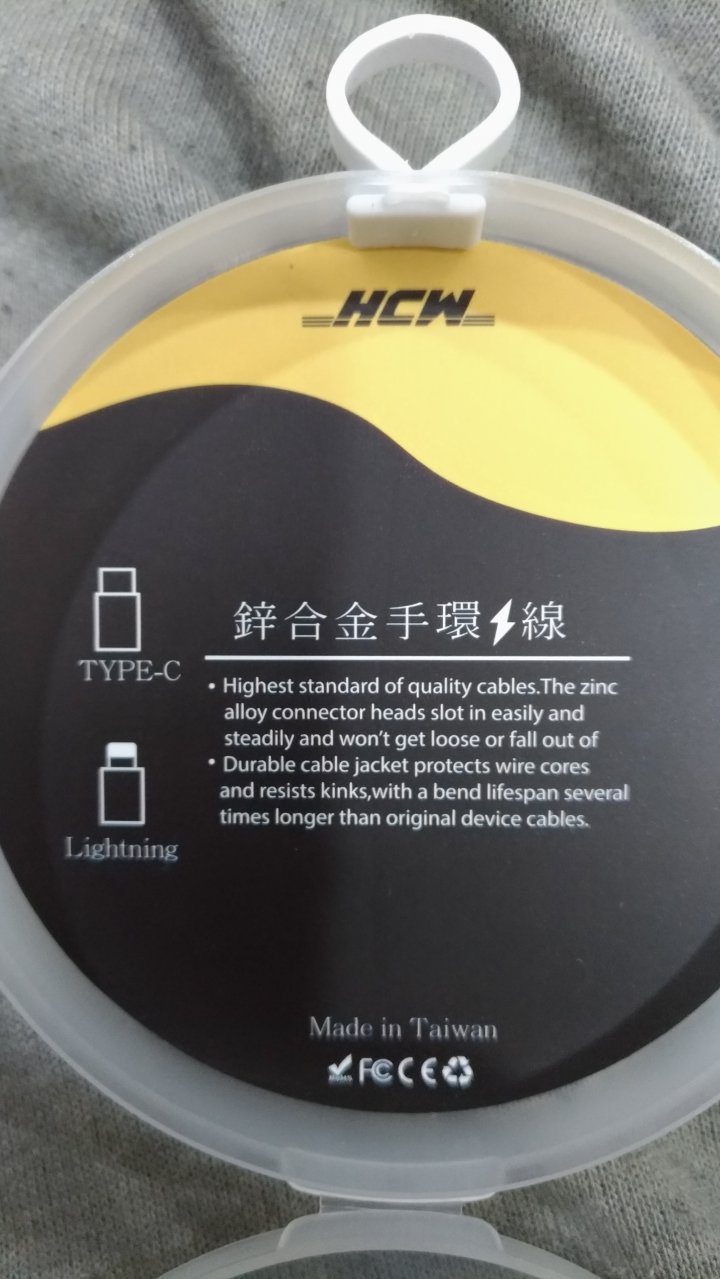 HCW
TYPE-C
鋅合金手環線
• Highest standard of quality cables.The zinc
alloy connector heads slot in easily and
steadily and won't get loose or fall out of
• Durable cable jacket protects wire cores
and resists kinks,with a bend lifespan several
times longer than original device cables.
Lightning
Made in Taiwan
RoHS FC CE